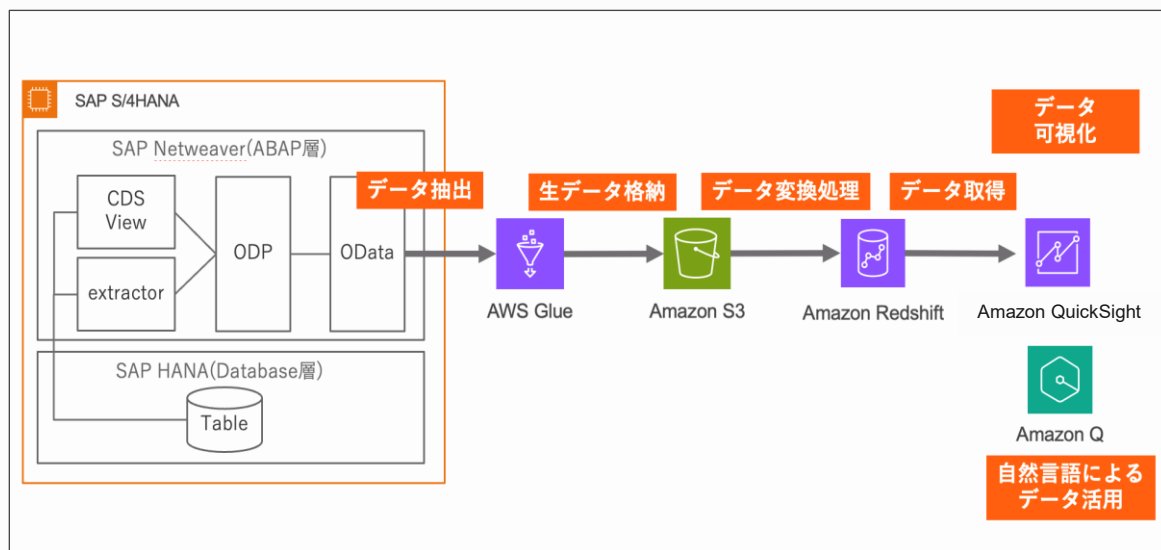 SAP S/4HANA
SAP Netweaver(ABAP層)
CDS
View
extractor
ODP
OData
SAP HANA(Database層)
Table
データ抽出
AWS Glue
生データ格納
Amazon S3
データ変換処理
Amazon Redshift
データ取得
データ
可視化
Amazon QuickSight
Amazon Q
自然言語による
データ活用